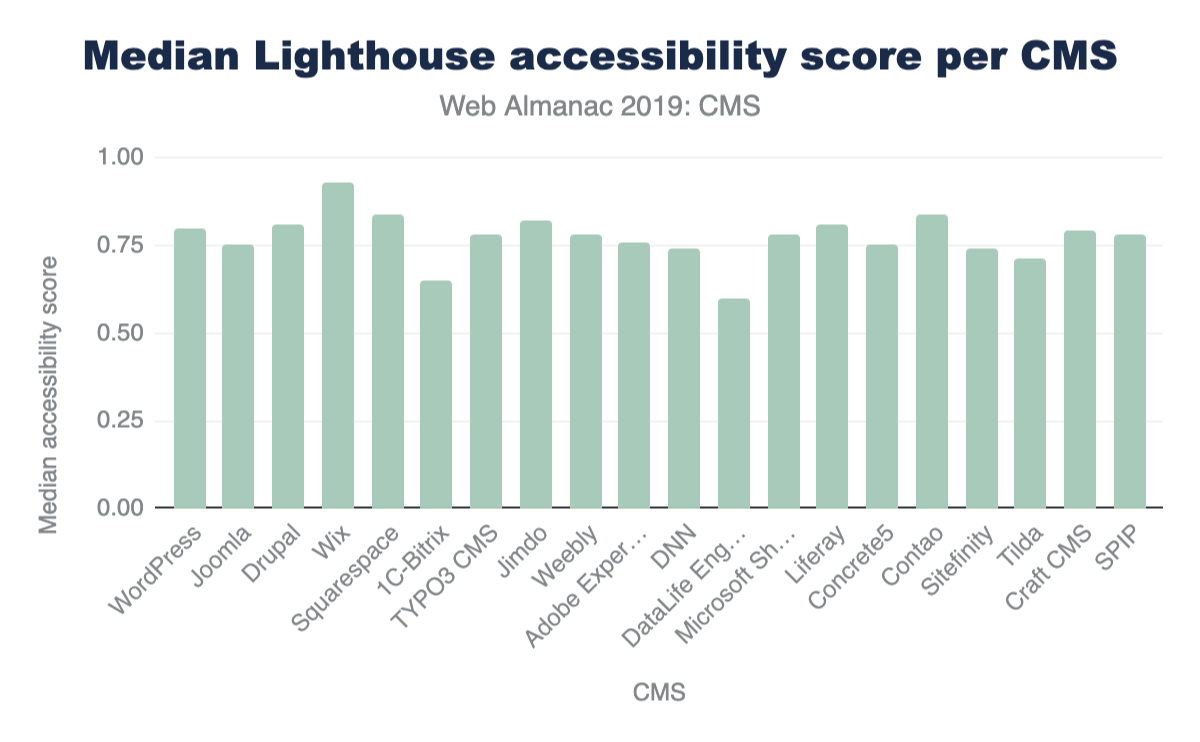 Median Lighthouse accessibility score per CMS
Web Almanac 2019: CMS
Median accessibility score
1.00
0.75
0.50
0.25
0.00
WordPress
Joomla
Drupal
Wix
Squarespace
1C-Bitrix
TYPO3 CMS
Jimdo
Weebly
Adobe Exper...
DNN
DataLife Eng...
Microsoft Sh...
Liferay
Concrete5
Contao
Sitefinity
Tilda
Craft CMS
SPIP
CMS